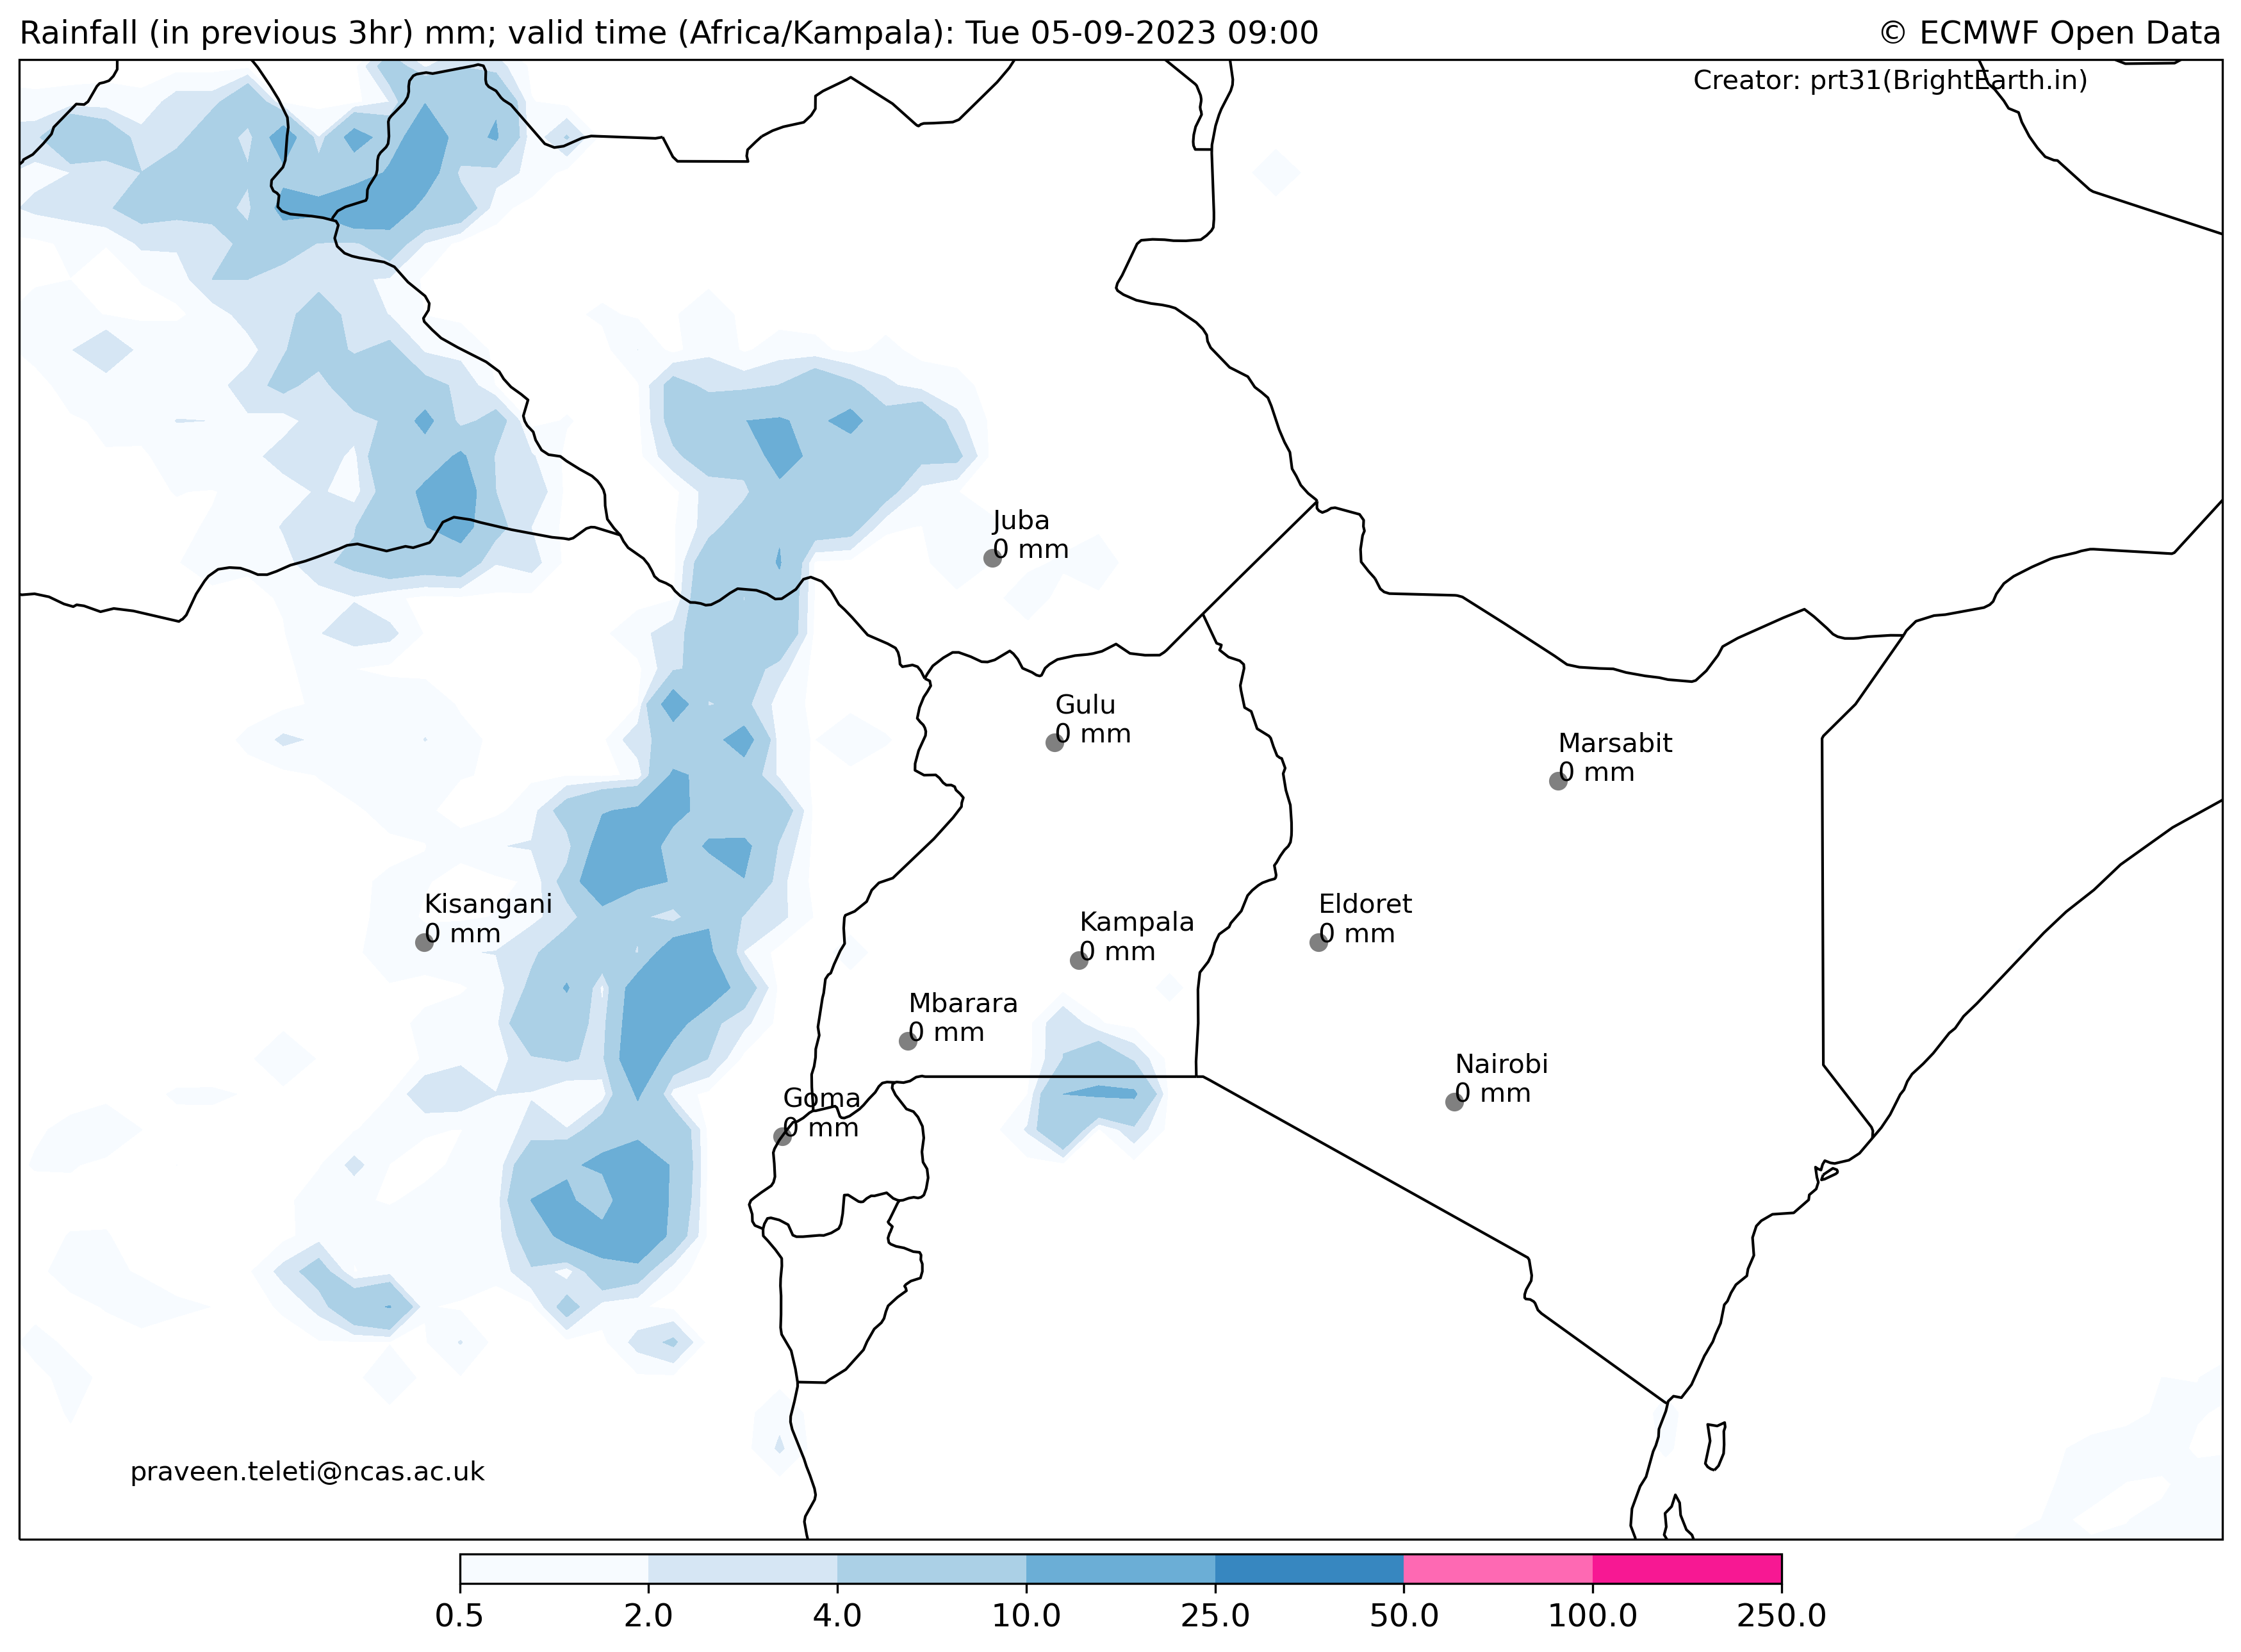 Rainfall (in previous 3hr) mm; valid time (Africa/Kampala): Tue 05-09-2023 09:00
© ECMWF Open Data
Creator: prt31(BrightEarth.in)
Juba
0 mm
Gulu
0 mm
Marsabit
0 mm
Kisangani
0 mm
Kampala
0 mm
Eldoret
0 mm
Mbarara
0 mm
Nairobi
0 mm
Goma
0 mm
praveen.teleti@ncas.ac.uk
0.5 2.0 4.0 10.0 25.0 50.0 100.0 250.0